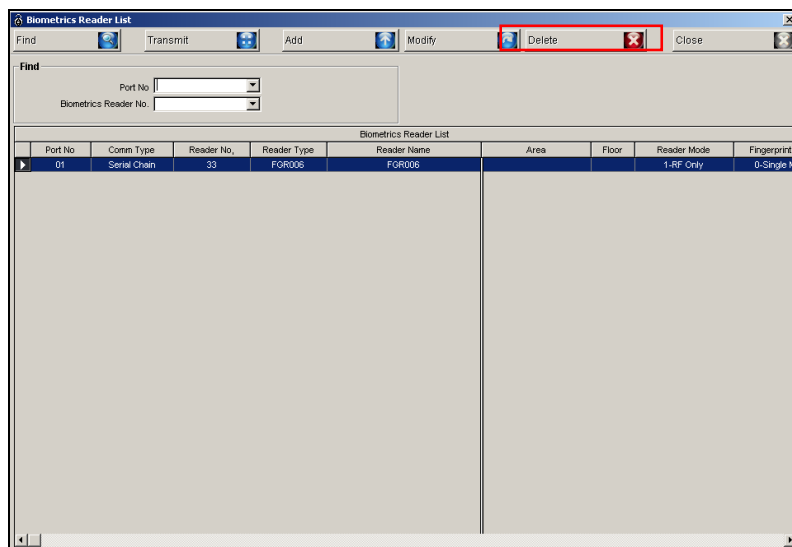 Biometrics Reader List
Find Transmit Add Modify Delete Close
Find
Port No
Biometrics Reader No.
Biometrics Reader List
Port No Comm Type Reader No, Reader Type Reader Name Area Floor Reader Mode Fingerprint
01 Serial Chain 33 FGR006 FGR006 1-RF Only 0-Single